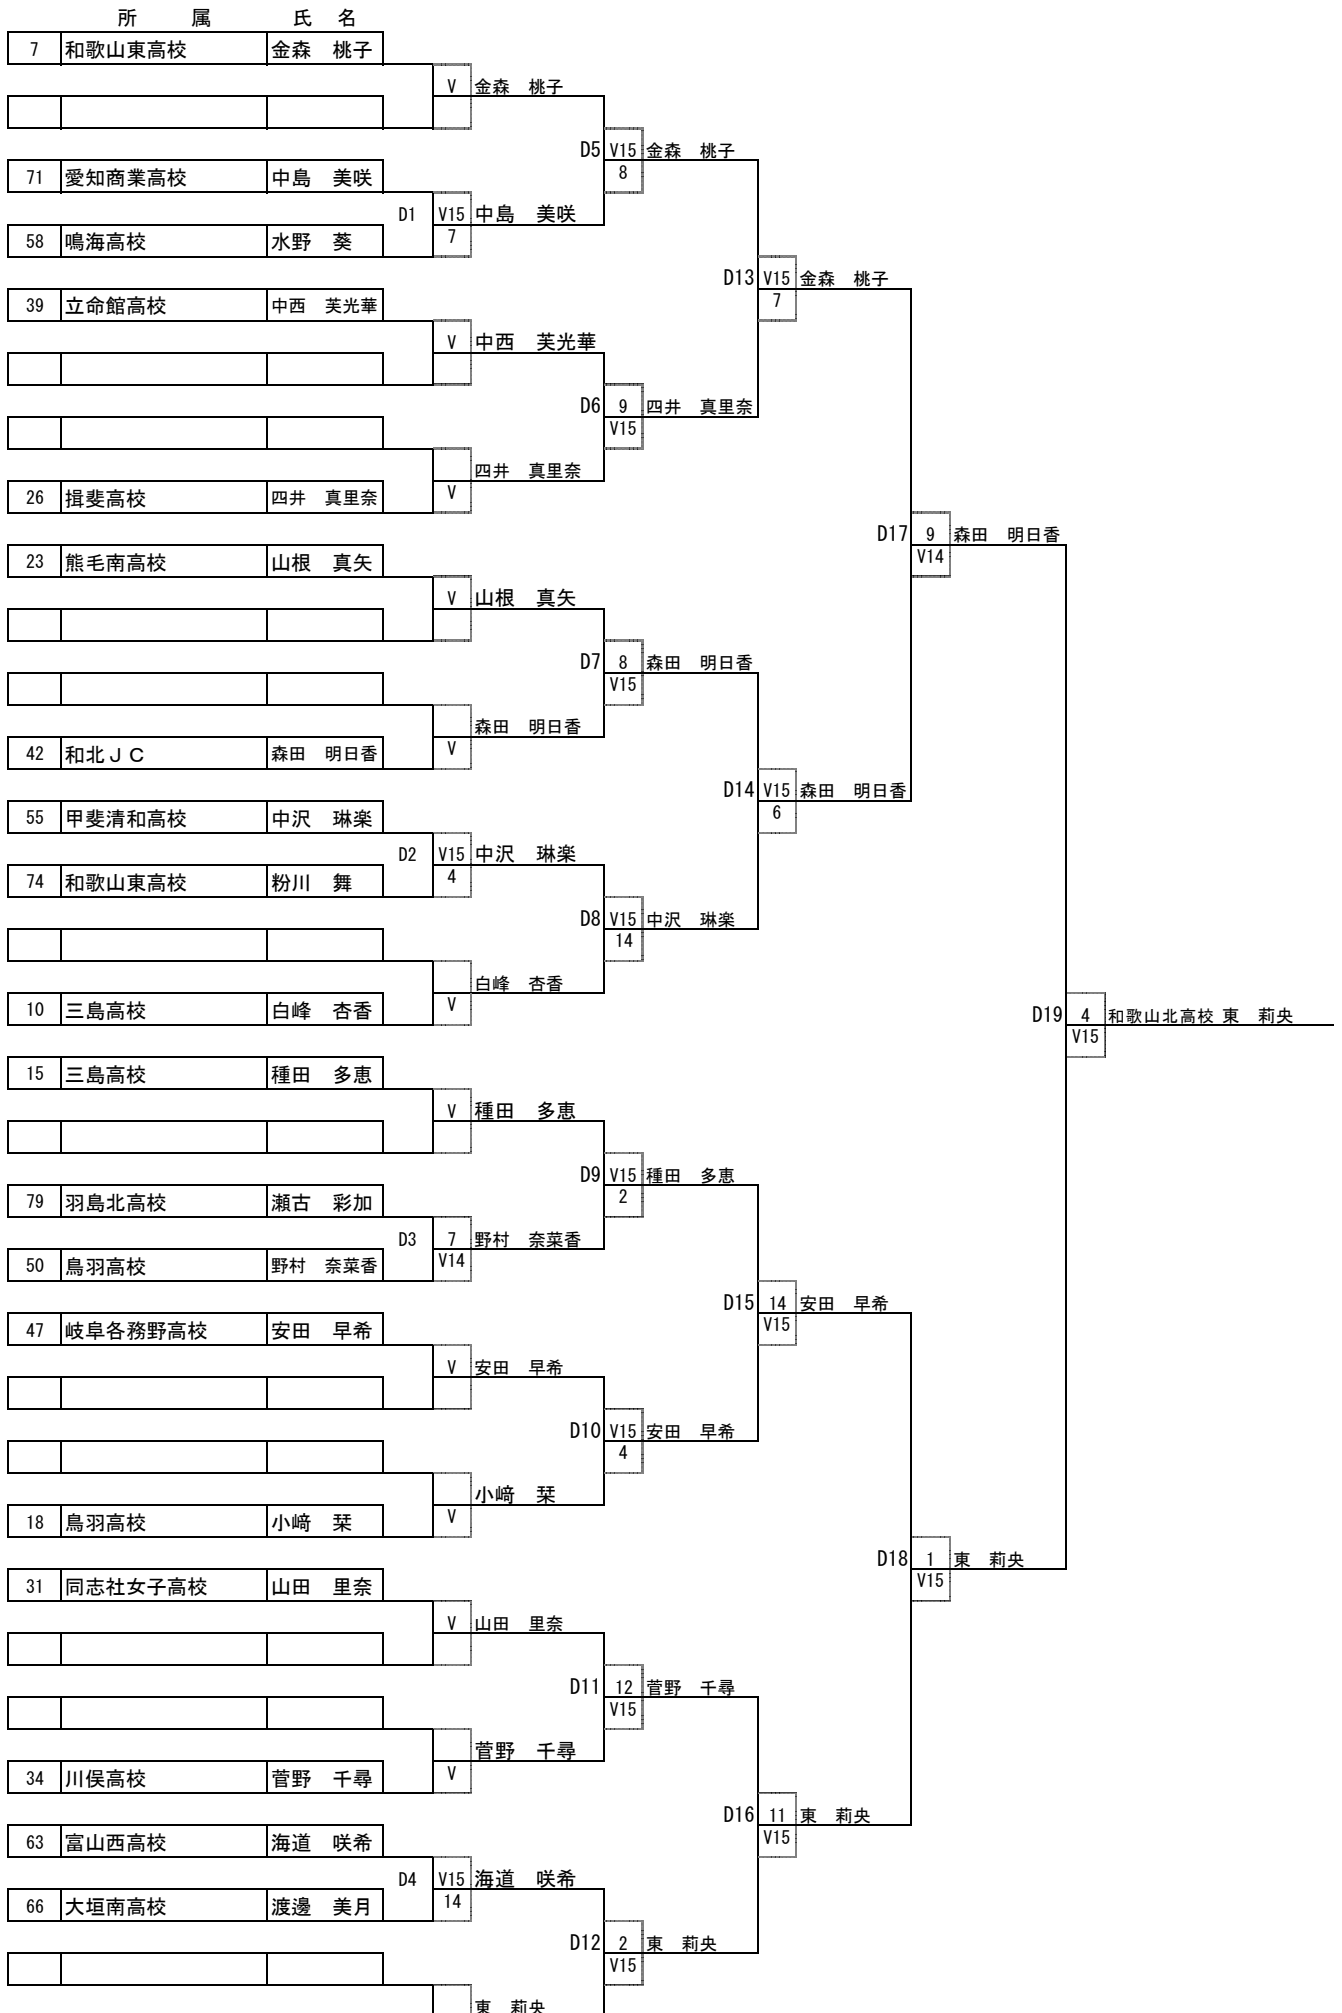 所　属　氏　名
7 和歌山東高校 金森　桃子
V 金森　桃子
D5 V15 金森　桃子
8
71 愛知商業高校 中島　美咲
D1 V15 中島　美咲
7
58 鳴海高校 水野　葵
D13 V15 金森　桃子
7
39 立命館高校 中西　芙光華
V 中西　芙光華
D6 9 四井　真里奈
V15
四井　真里奈
V
26 揖斐高校 四井　真里奈
D17 9 森田　明日香
V14
23 熊毛南高校 山根　真矢
V 山根　真矢
D7 8 森田　明日香
V15
森田　明日香
V
42 和北ＪＣ 森田　明日香
D14 V15 森田　明日香
6
55 甲斐清和高校 中沢　琳楽
D2 V15 中沢　琳楽
4
74 和歌山東高校 粉川　舞
D8 V15 中沢　琳楽
14
白峰　杏香
V
10 三島高校 白峰　杏香
D19 4 和歌山北高校 東　莉央
V15
15 三島高校 種田　多恵
V 種田　多恵
D9 V15 種田　多恵
2
79 羽島北高校 瀬古　彩加
D3 7 野村　奈菜香
V14
50 鳥羽高校 野村　奈菜香
D15 14 安田　早希
V15
47 岐阜各務野高校 安田　早希
V 安田　早希
D10 V15 安田　早希
4
小﨑　栞
V
18 鳥羽高校 小﨑　栞
D18 1 東　莉央
V15
31 同志社女子高校 山田　里奈
V 山田　里奈
D11 12 菅野　千尋
V15
菅野　千尋
V
34 川俣高校 菅野　千尋
D16 11 東　莉央
V15
63 富山西高校 海道　咲希
D4 V15 海道　咲希
14
66 大垣南高校 渡邊　美月
D12 2 東　莉央
V15
東　莉央